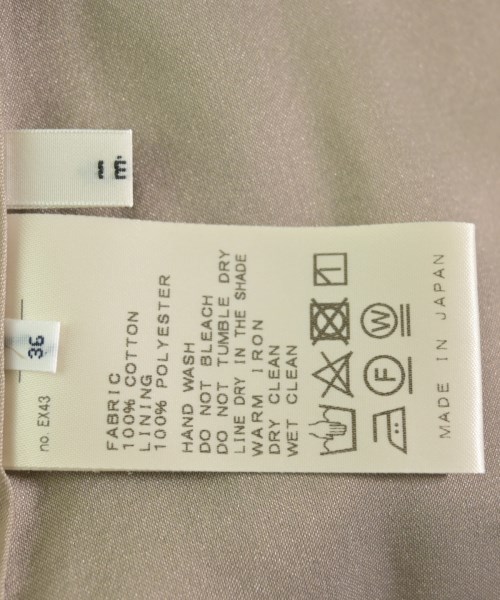 36
no. EX43
FABRIC
100% COTTON
LINING
100% POLYESTER
HAND WASH
DO NOT BLEACH
DO NOT TUMBLE DRY
LINE DRY IN THE SHADE
WARM IRON
DRY CLEAN
WET CLEAN
F W
MADE IN JAPAN